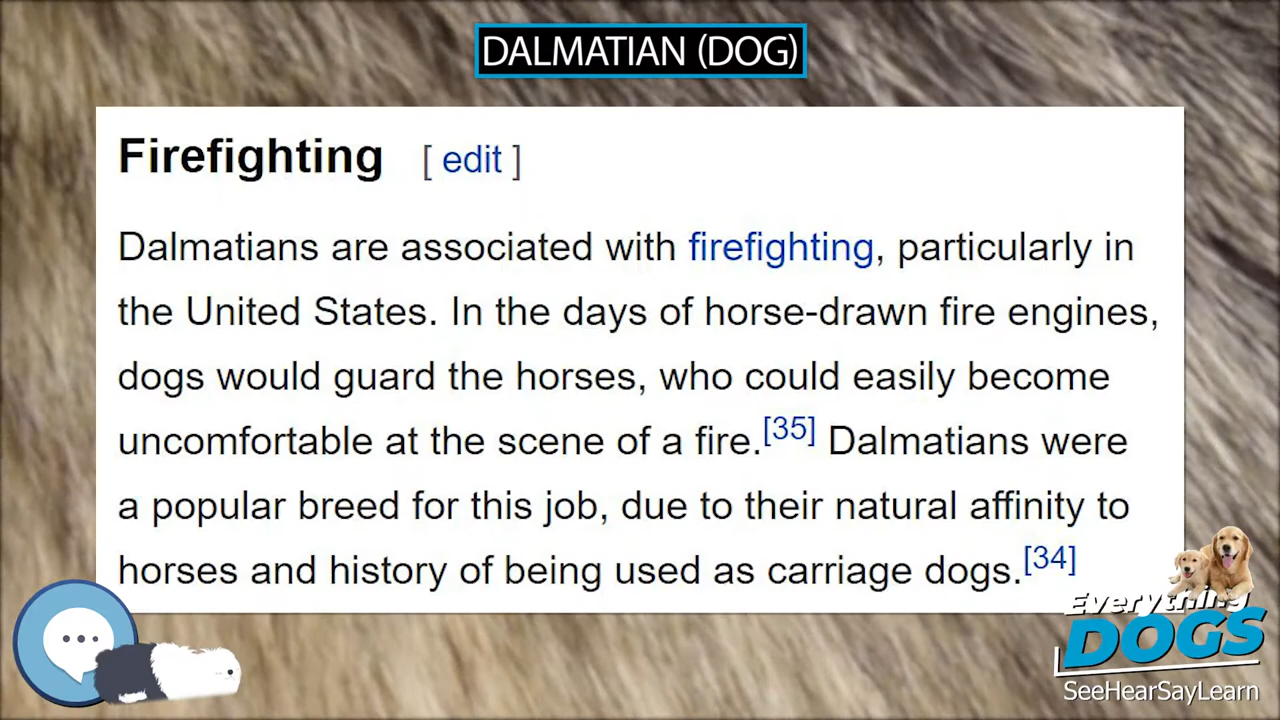 DALMATIAN (DOG)
Firefighting [ edit ]
Dalmatians are associated with firefighting, particularly in
the United States. In the days of horse-drawn fire engines,
dogs would guard the horses, who could easily become
uncomfortable at the scene of a fire.[35] Dalmatians were
a popular breed for this job, due to their natural affinity to
horses and history of being used as carriage dogs.[34]
Everything
DOGS
SeeHearSayLearn